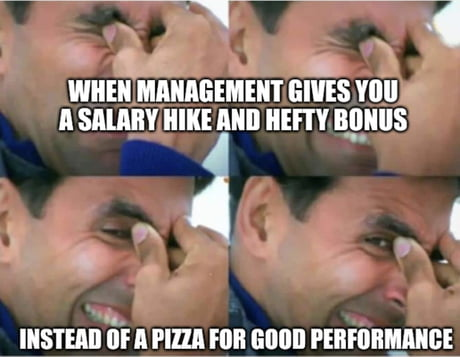 WHEN MANAGEMENT GIVES YOU
A SALARY HIKE AND HEFTY BONUS
INSTEAD OF A PIZZA FOR GOOD PERFORMANCE